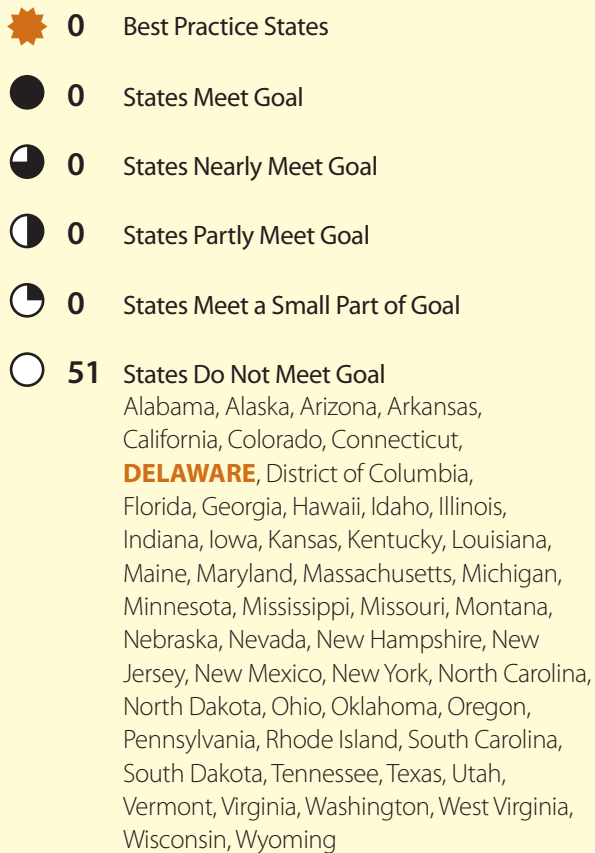 0 Best Practice States
0 States Meet Goal
0 States Nearly Meet Goal
0 States Partly Meet Goal
0 States Meet a Small Part of Goal
51 States Do Not Meet Goal
Alabama, Alaska, Arizona, Arkansas,
California, Colorado, Connecticut,
DELAWARE, District of Columbia,
Florida, Georgia, Hawaii, Idaho, Illinois,
Indiana, Iowa, Kansas, Kentucky, Louisiana,
Maine, Maryland, Massachusetts, Michigan,
Minnesota, Mississippi, Missouri, Montana,
Nebraska, Nevada, New Hampshire, New
Jersey, New Mexico, New York, North Carolina,
North Dakota, Ohio, Oklahoma, Oregon,
Pennsylvania, Rhode Island, South Carolina,
South Dakota, Tennessee, Texas, Utah,
Vermont, Virginia, Washington, West Virginia,
Wisconsin, Wyoming